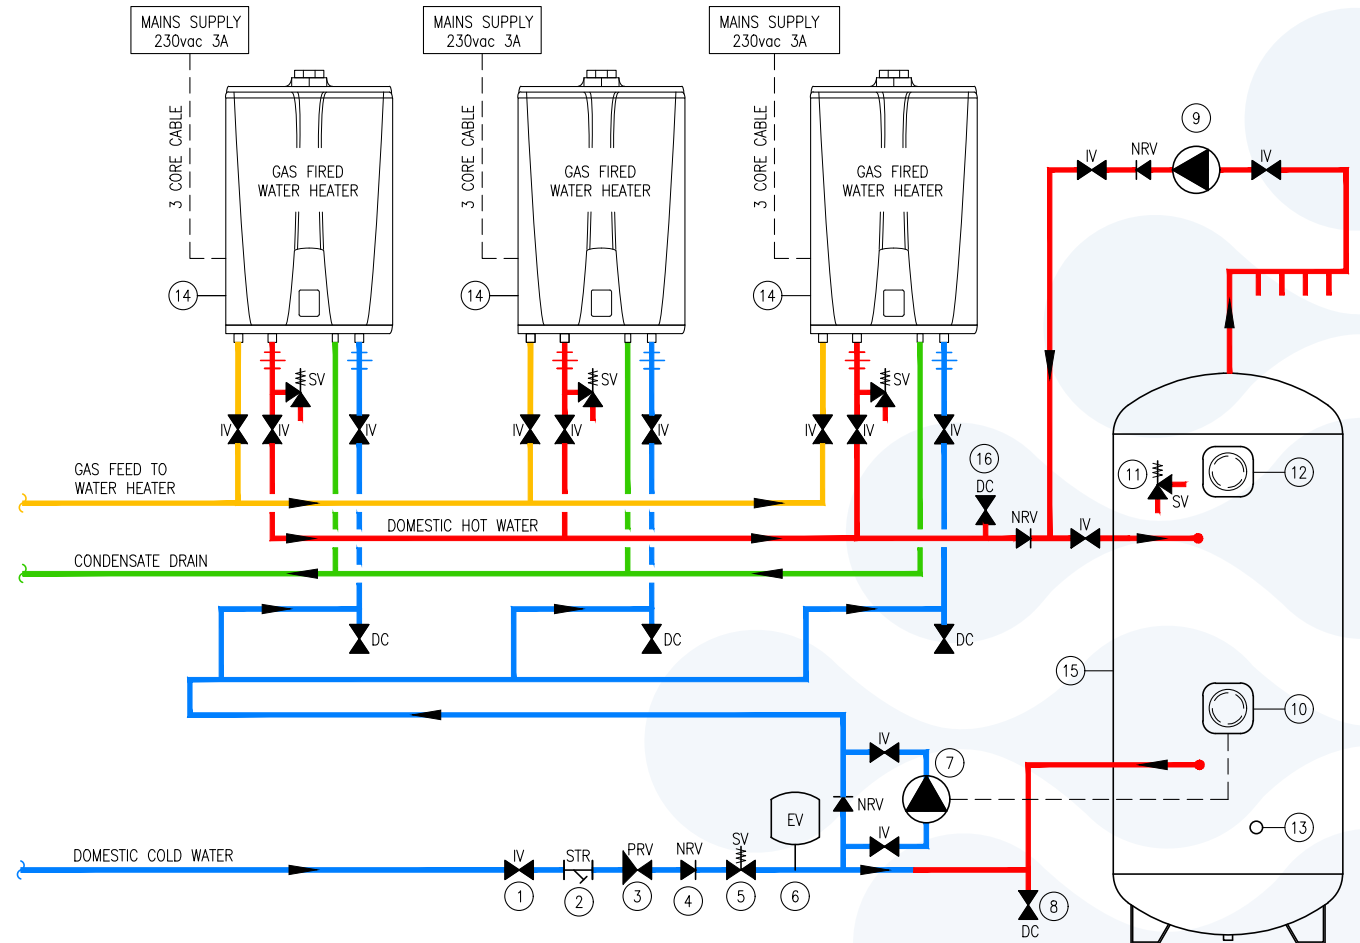 MAINS SUPPLY
230vac 3A
MAINS SUPPLY
230vac 3A
MAINS SUPPLY
230vac 3A
3 CORE CABLE
3 CORE CABLE
3 CORE CABLE
GAS FIRED
WATER HEATER
GAS FIRED
WATER HEATER
GAS FIRED
WATER HEATER
9
IV
NRV
IV
14
14
14
SV
SV
SV
IV
IV
IV
IV
IV
IV
IV
IV
IV
GAS FEED TO
WATER HEATER
16
DC
11
SV
12
DOMESTIC HOT WATER
NRV
IV
CONDENSATE DRAIN
DC
DC
DC
15
10
IV
7
NRV
EV
IV
13
DOMESTIC COLD WATER
IV
STR
PRV
NRV
SV
1
2
3
4
5
6
8
DC